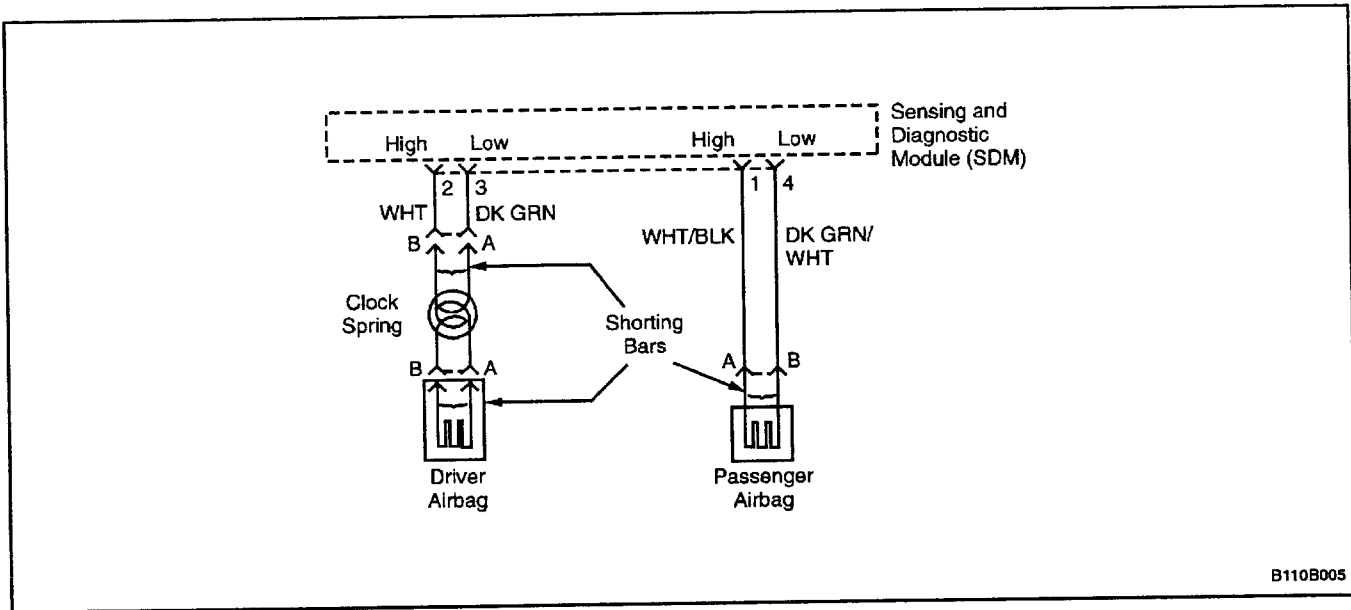 Sensing and
Diagnostic
Module (SDM)
High Low High Low
2 3 1 4
WHT DK GRN
WHT/BLK DK GRN/
WHT
B A
Clock
Spring
Shorting
Bars
A B
B A
Driver
Airbag
Passenger
Airbag
B110B005